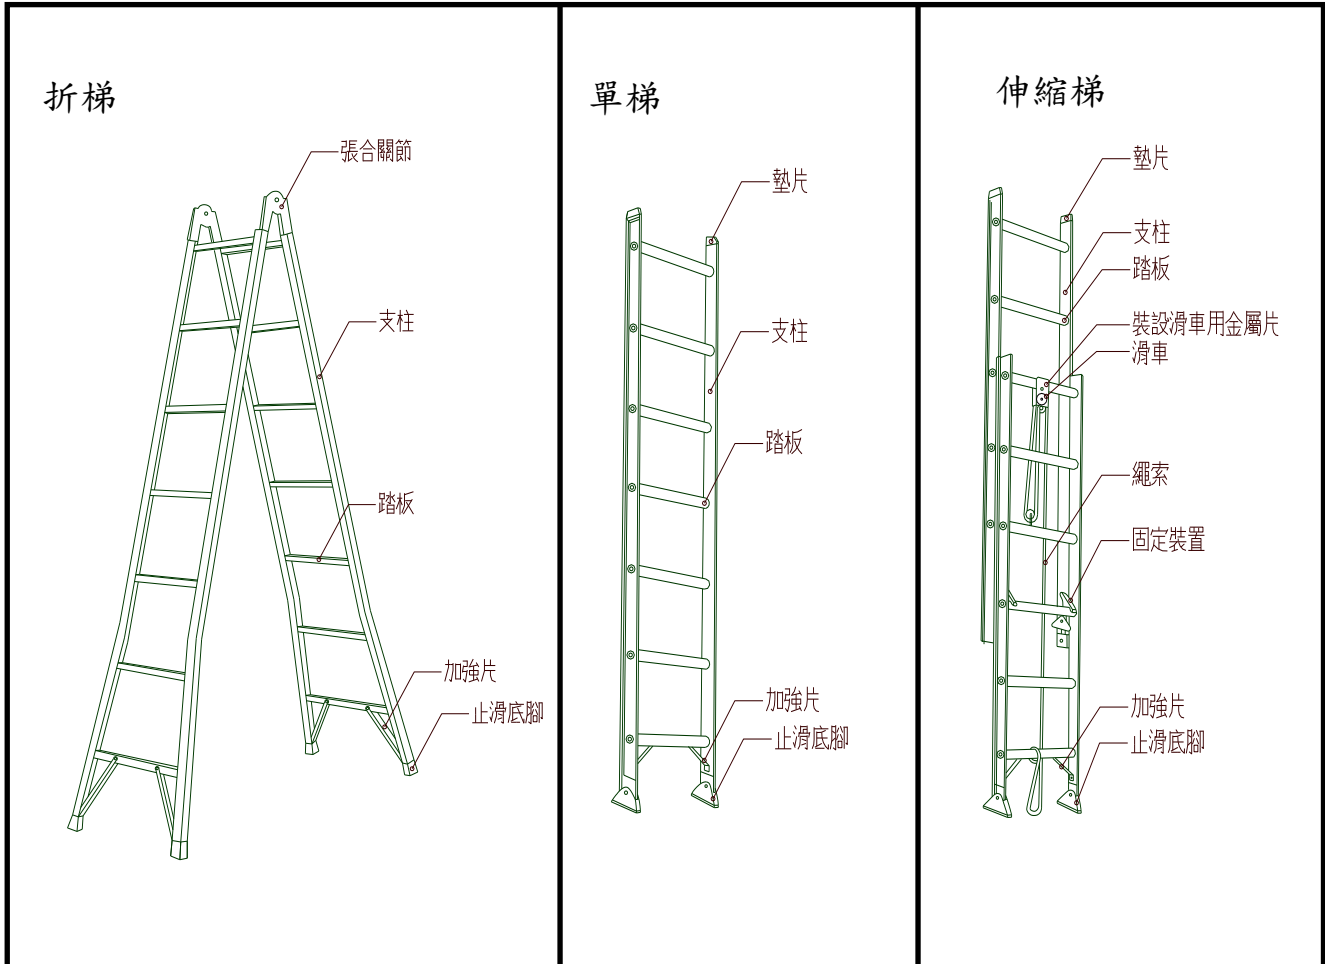 折梯
張合關節
支柱
踏板
加強片
止滑底腳
單梯
墊片
支柱
踏板
加強片
止滑底腳
伸縮梯
墊片
支柱
踏板
裝設滑車用金屬片
滑車
繩索
固定裝置
加強片
止滑底腳